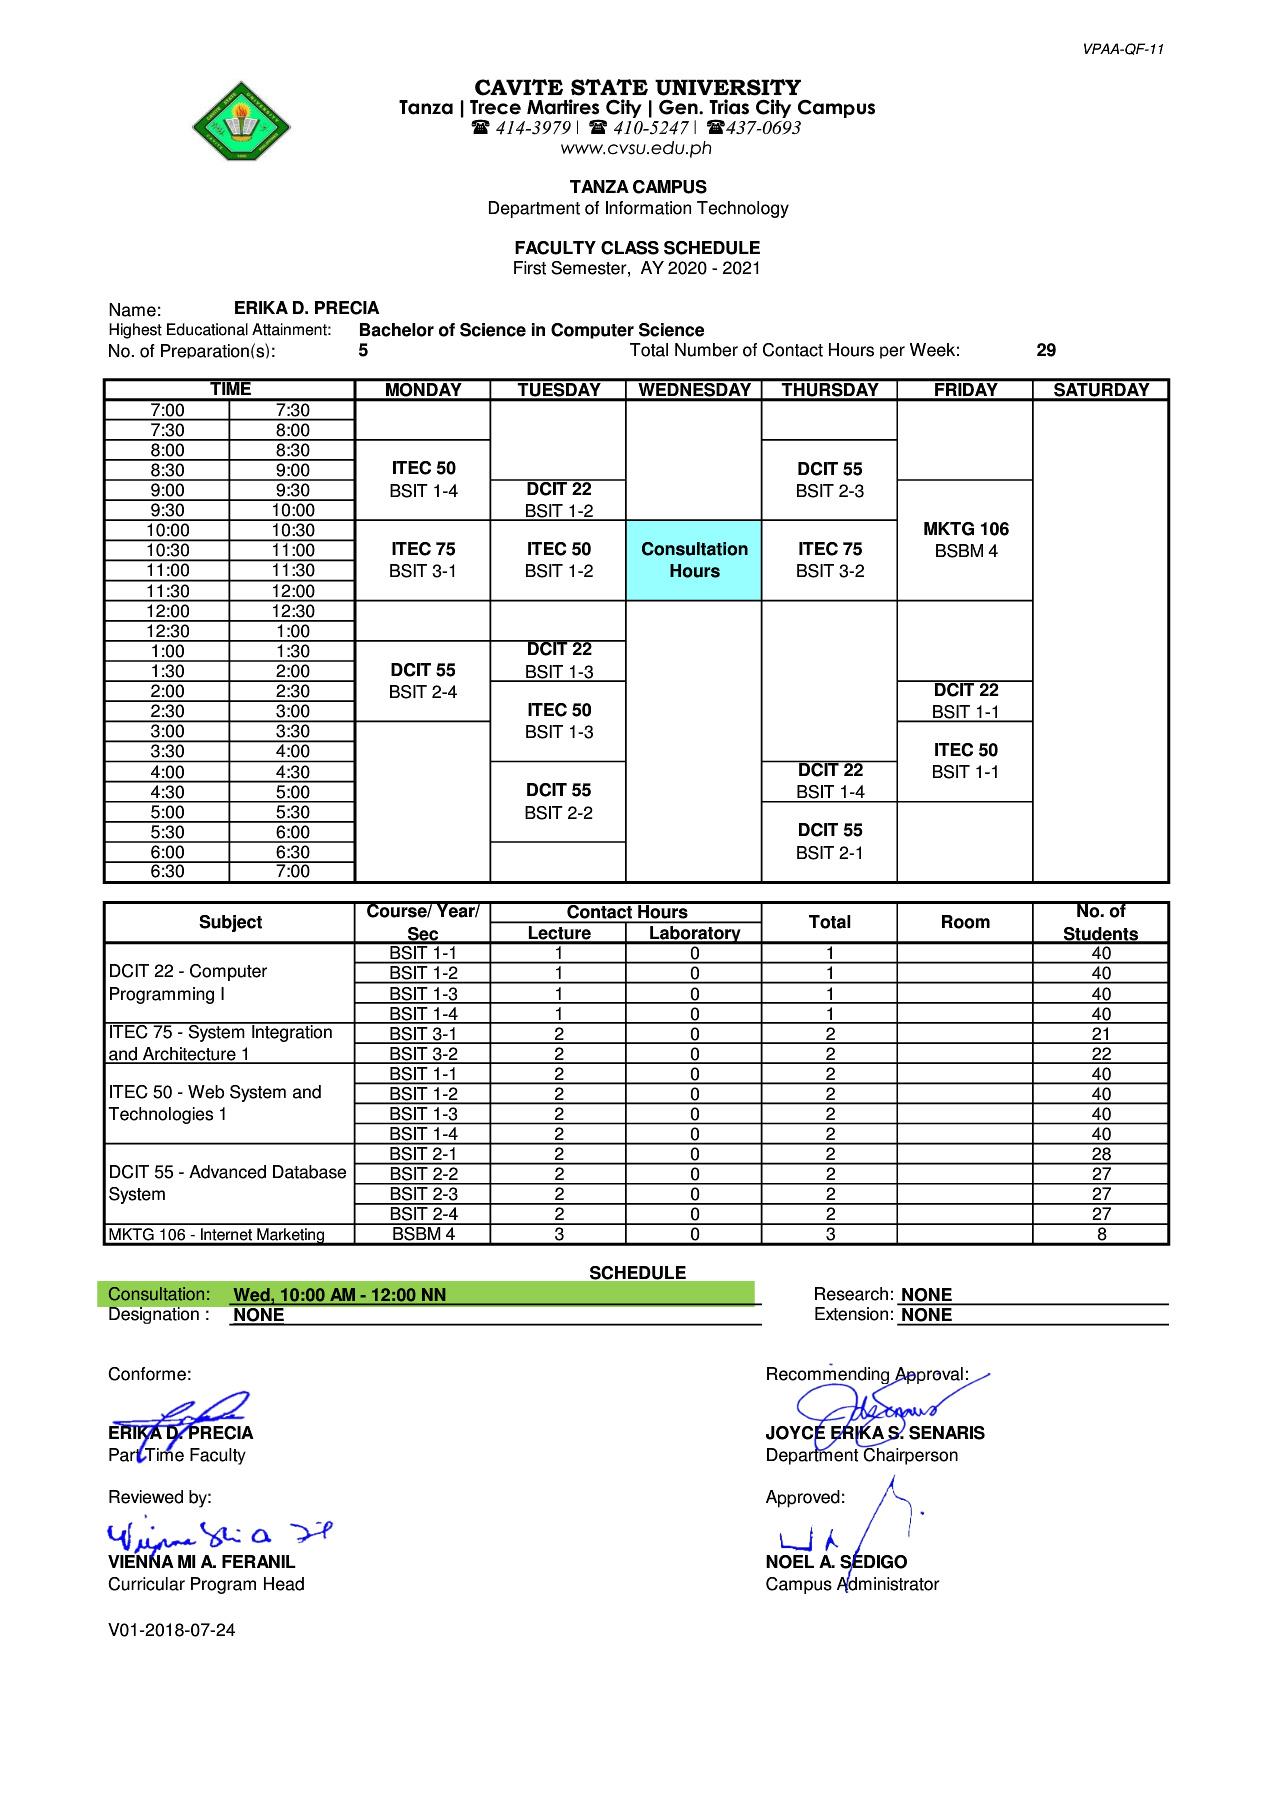 VPAA-QF-11
CAVITE STATE UNIVERSITY
Tanza | Trece Martires City | Gen. Trias City Campus
☎ 414-3979 | ☎ 410-5247 | ☎437-0693
www.cvsu.edu.ph
TANZA CAMPUS
Department of Information Technology
FACULTY CLASS SCHEDULE
First Semester, AY 2020 - 2021
Name: ERIKA D. PRECIA
Highest Educational Attainment: Bachelor of Science in Computer Science
No. of Preparation(s): 5 Total Number of Contact Hours per Week: 29
TIME MONDAY TUESDAY WEDNESDAY THURSDAY FRIDAY SATURDAY
7:00 7:30
7:30 8:00
8:00 8:30
8:30 9:00
9:00 9:30
9:30 10:00
10:00 10:30
10:30 11:00
11:00 11:30
11:30 12:00
12:00 12:30
12:30 1:00
1:00 1:30
1:30 2:00
2:00 2:30
2:30 3:00
3:00 3:30
3:30 4:00
4:00 4:30
4:30 5:00
5:00 5:30
5:30 6:00
6:00 6:30
6:30 7:00
ITEC 50
BSIT 1-4
ITEC 75
BSIT 3-1
DCIT 55
BSIT 2-4
DCIT 22
BSIT 1-2
ITEC 50
BSIT 1-2
DCIT 22
BSIT 1-3
ITEC 50
BSIT 1-3
DCIT 55
BSIT 2-2
Consultation
Hours
DCIT 55
BSIT 2-3
ITEC 75
BSIT 3-2
DCIT 22
BSIT 1-4
DCIT 55
BSIT 2-1
MKTG 106
BSBM 4
DCIT 22
BSIT 1-1
ITEC 50
BSIT 1-1
Subject Course/ Year/ Sec Contact Hours Total Room No. of Students
Lecture Laboratory
DCIT 22 - Computer
Programming I
BSIT 1-1 1 0 1 40
BSIT 1-2 1 0 1 40
BSIT 1-3 1 0 1 40
BSIT 1-4 1 0 1 40
ITEC 75 - System Integration
and Architecture 1
BSIT 3-1 2 0 2 21
BSIT 3-2 2 0 2 22
ITEC 50 - Web System and
Technologies 1
BSIT 1-1 2 0 2 40
BSIT 1-2 2 0 2 40
BSIT 1-3 2 0 2 40
BSIT 1-4 2 0 2 40
DCIT 55 - Advanced Database
System
BSIT 2-1 2 0 2 28
BSIT 2-2 2 0 2 27
BSIT 2-3 2 0 2 27
BSIT 2-4 2 0 2 27
MKTG 106 - Internet Marketing BSBM 4 3 0 3 8
SCHEDULE
Consultation: Wed, 10:00 AM - 12:00 NN Research: NONE
Designation : NONE Extension: NONE
Conforme: Recommending Approval:
ERIKA D. PRECIA JOYCE ERIKA S. SENARIS
Part Time Faculty Department Chairperson
Reviewed by: Approved:
VIENNA MI A. FERANIL NOEL A. SEDIGO
Curricular Program Head Campus Administrator
V01-2018-07-24